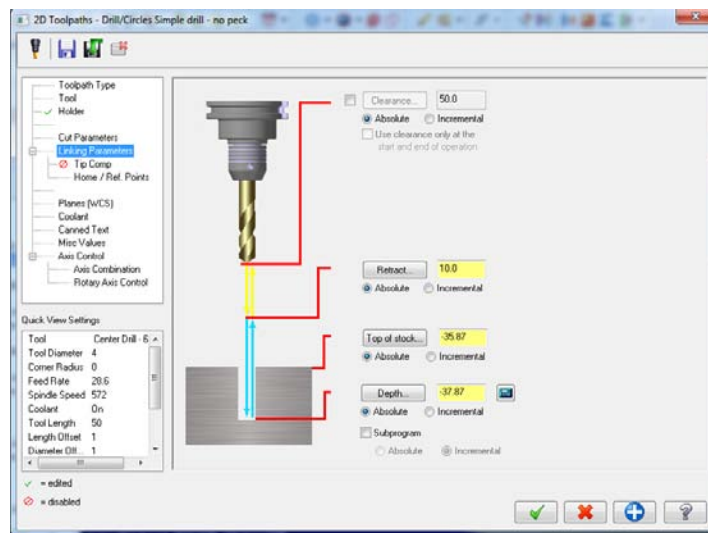 2D Toolpaths - Drill/Circles Simple drill - no peck
Toolpath Type
Tool
Holder
Cut Parameters
Linking Parameters
Tip Comp
Home / Ref. Points
Planes (WCS)
Coolant
Canned Text
Misc Values
Axis Control
Axis Combination
Rotary Axis Control
Quick View Settings
Tool Center Drill - 6
Tool Diameter 4
Corner Radius 0
Feed Rate 28.6
Spindle Speed 572
Coolant On
Tool Length 50
Length Offset 1
Diameter Off... 1
= edited
= disabled
Clearance... 50.0
Absolute Incremental
Use clearance only at the
start and end of operation
Retract... 10.0
Absolute Incremental
Top of stock... -35.87
Absolute Incremental
Depth... -37.87
Absolute Incremental
Subprogram
Absolute Incremental